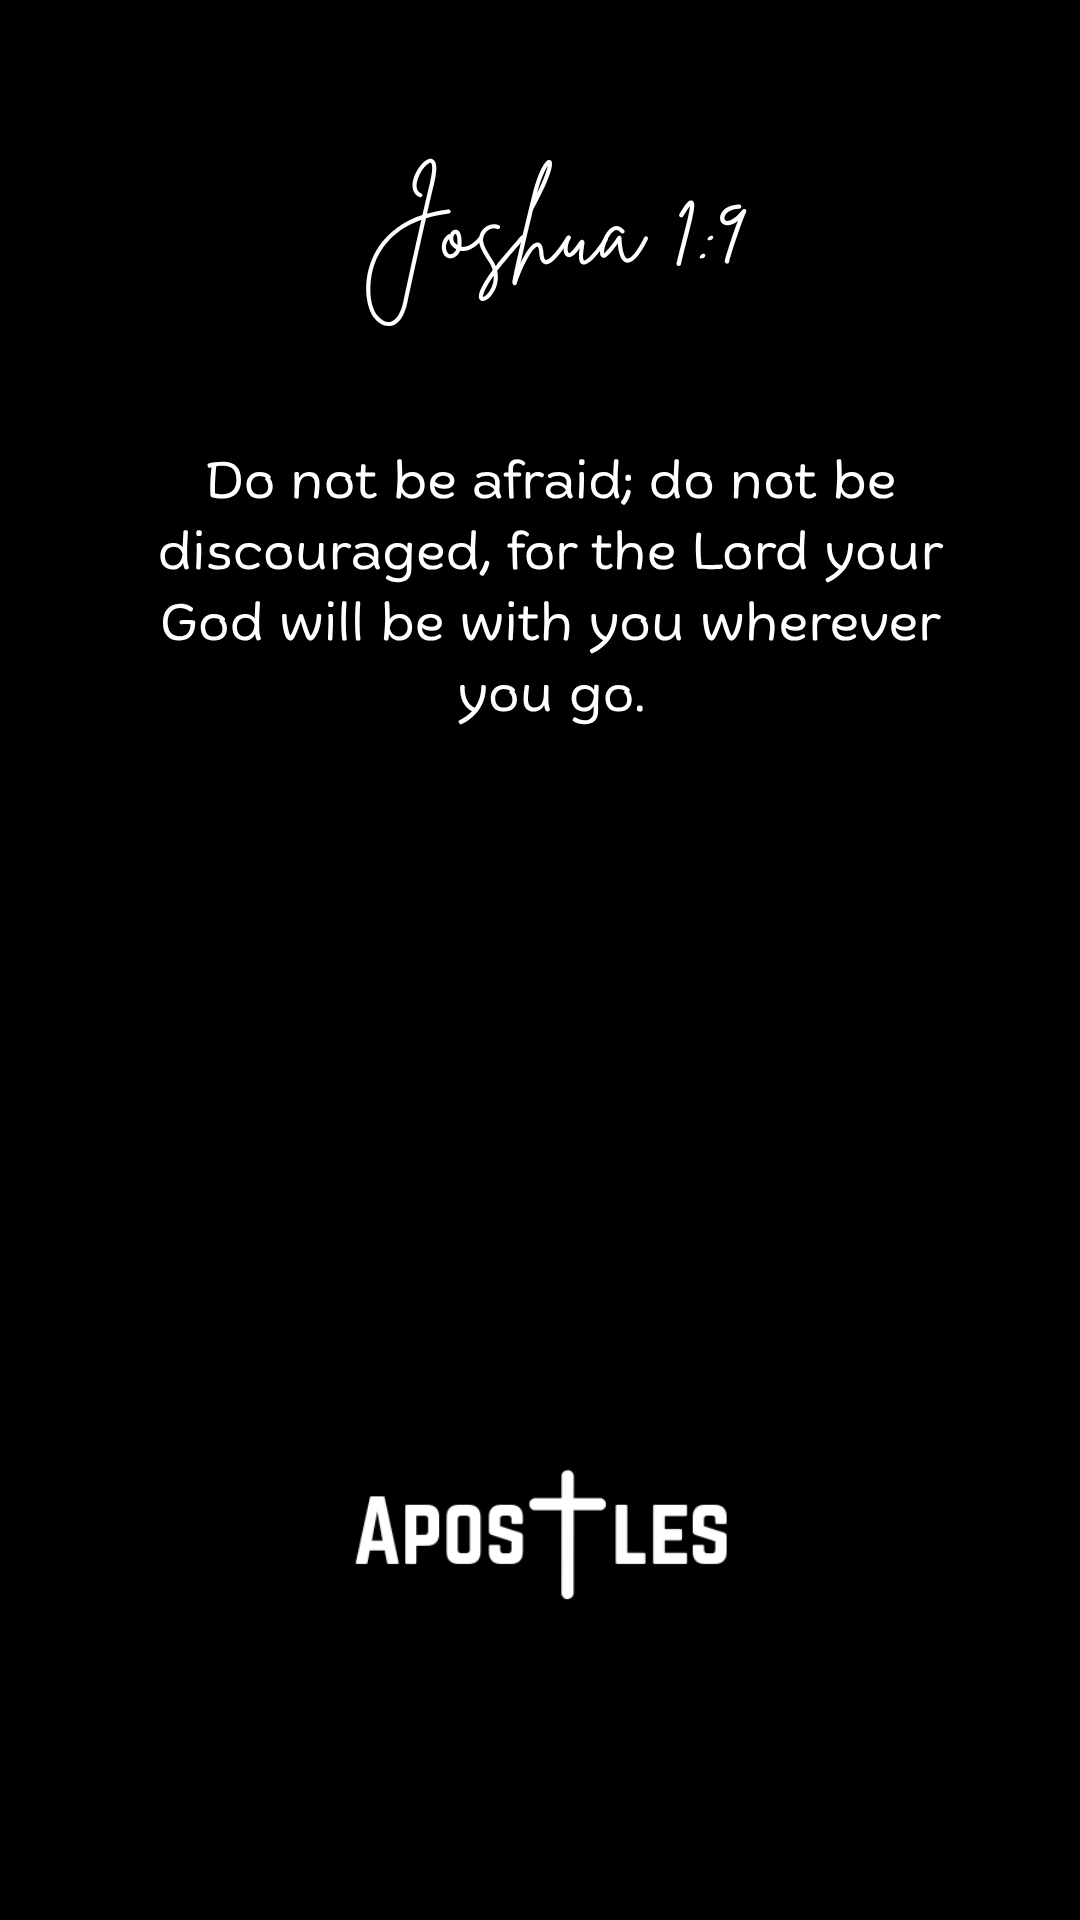 Joshua 1:9
Do not be afraid; do not be
discouraged, for the Lord your
God will be with you wherever
you go.
APOSTLES